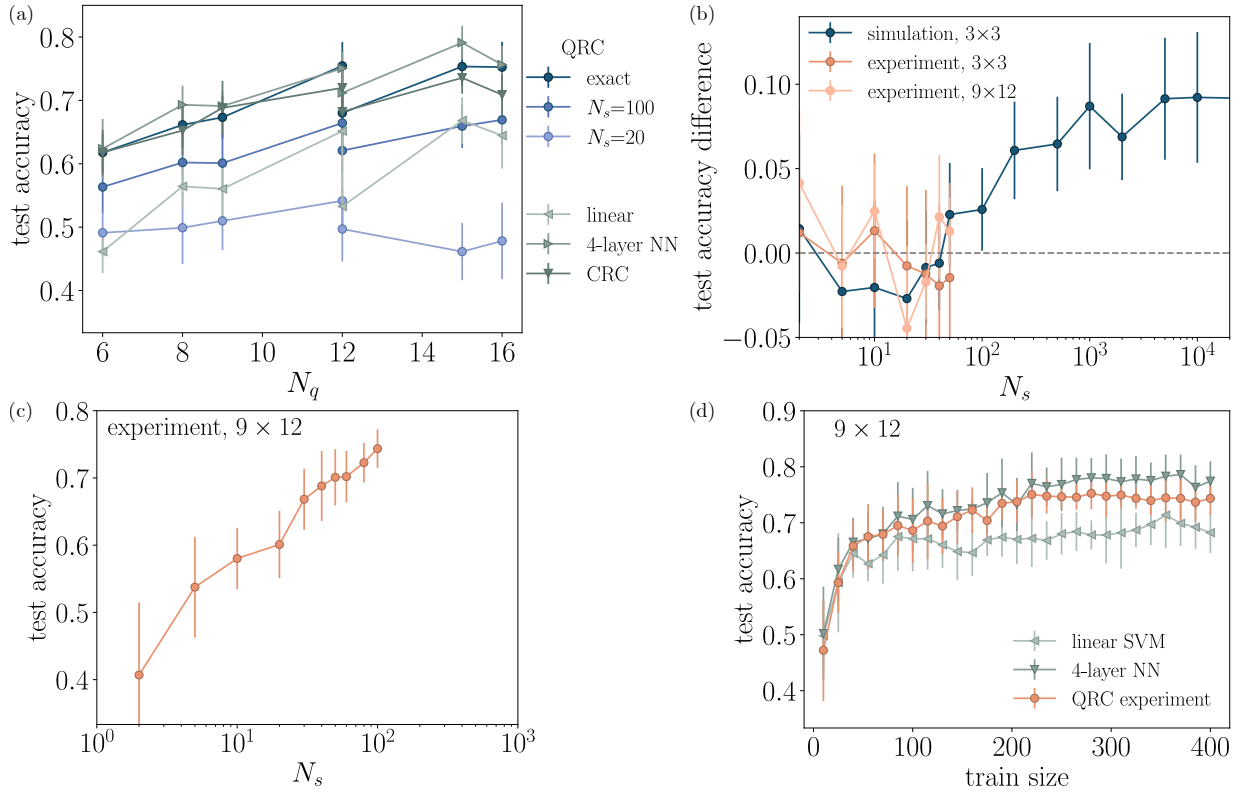 (a)
0.8
0.7
0.6
0.5
0.4
test accuracy
6
8
10
12
14
16
N_q
QRC
exact
N_s=100
N_s=20
linear
4-layer NN
CRC
(b)
simulation, 3×3
experiment, 3×3
experiment, 9×12
0.10
0.05
0.00
−0.05
test accuracy difference
10^1
10^2
10^3
10^4
N_s
(c)
experiment, 9 × 12
0.8
0.7
0.6
0.5
0.4
test accuracy
10^0
10^1
10^2
10^3
N_s
(d)
9 × 12
0.9
0.8
0.7
0.6
0.5
0.4
test accuracy
linear SVM
4-layer NN
QRC experiment
0
100
200
300
400
train size